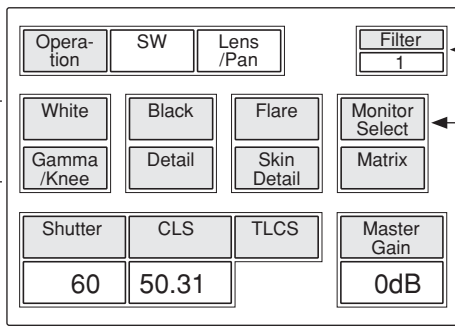 Opera-
tion
SW
Lens
/Pan
Filter
1
White
Black
Flare
Monitor
Select
Gamma
/Knee
Detail
Skin
Detail
Matrix
Shutter
CLS
TLCS
Master
Gain
60
50.31
0dB